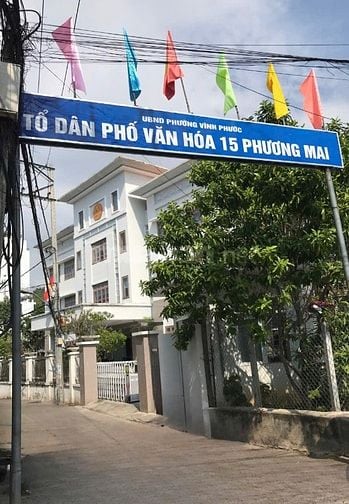 UBND PHƯỜNG VĨNH PHƯỚC
TỔ DÂN PHỐ VĂN HÓA 15 PHƯƠNG MAI